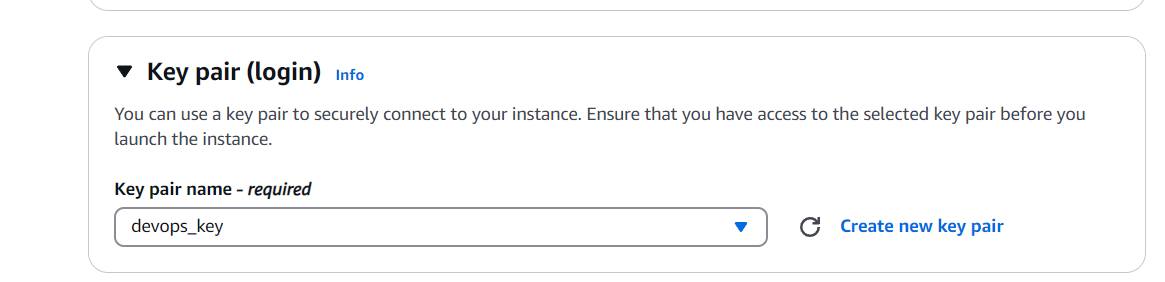 Key pair (login) Info
You can use a key pair to securely connect to your instance. Ensure that you have access to the selected key pair before you
launch the instance.
Key pair name - required
devops_key
Create new key pair